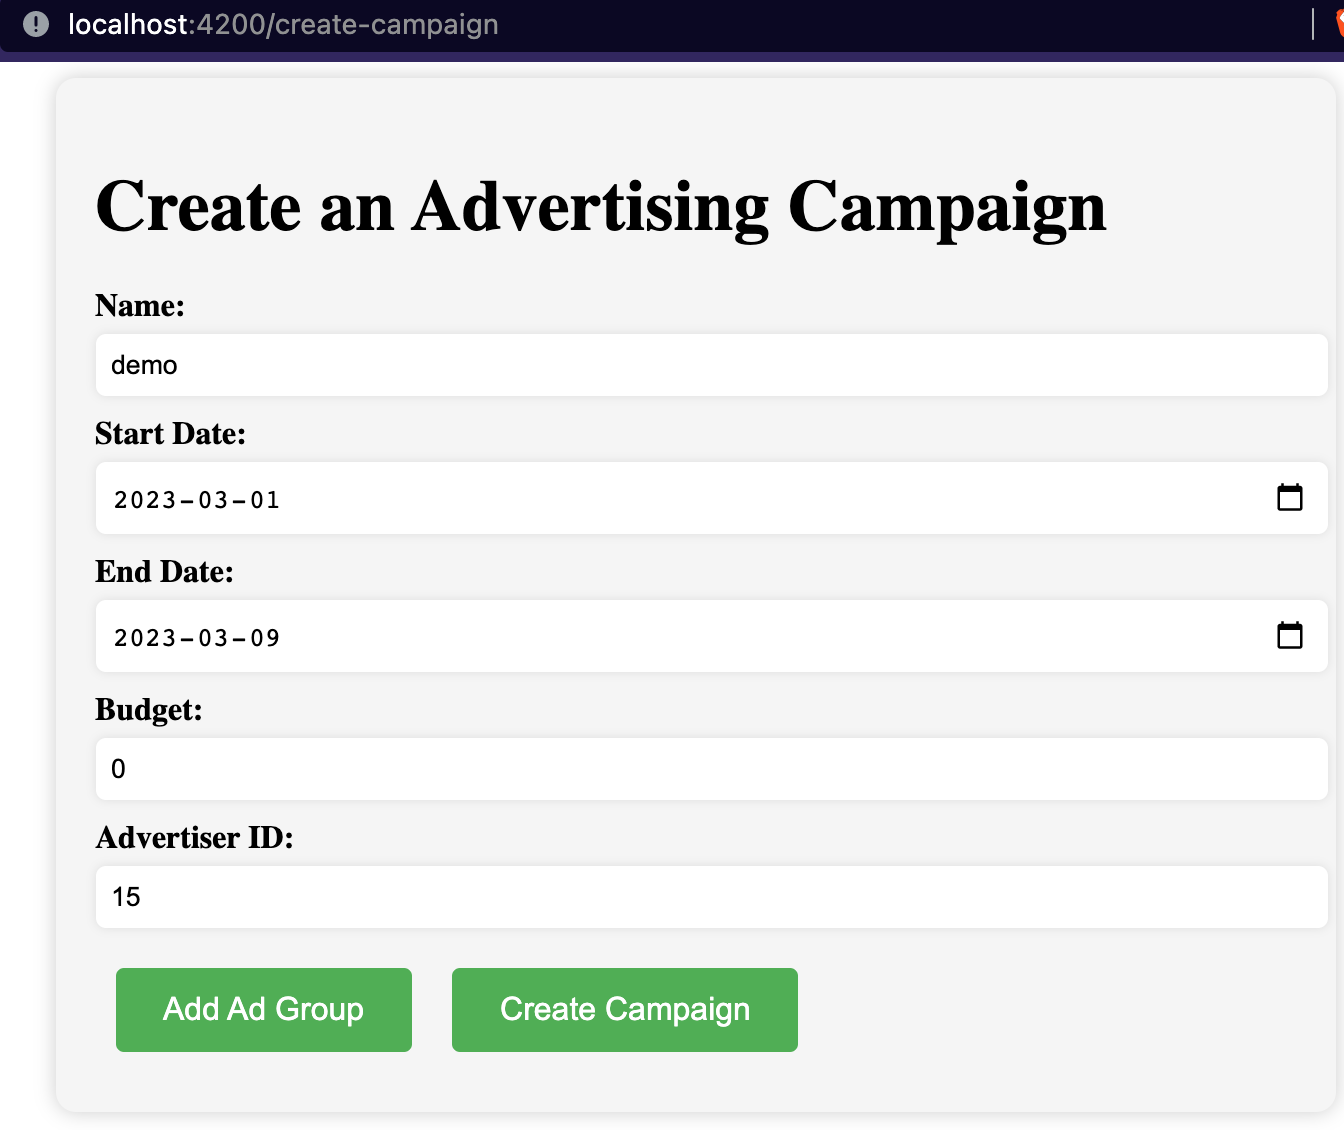 localhost:4200/create-campaign
Create an Advertising Campaign
Name:
demo
Start Date:
2023-03-01
End Date:
2023-03-09
Budget:
0
Advertiser ID:
15
Add Ad Group
Create Campaign